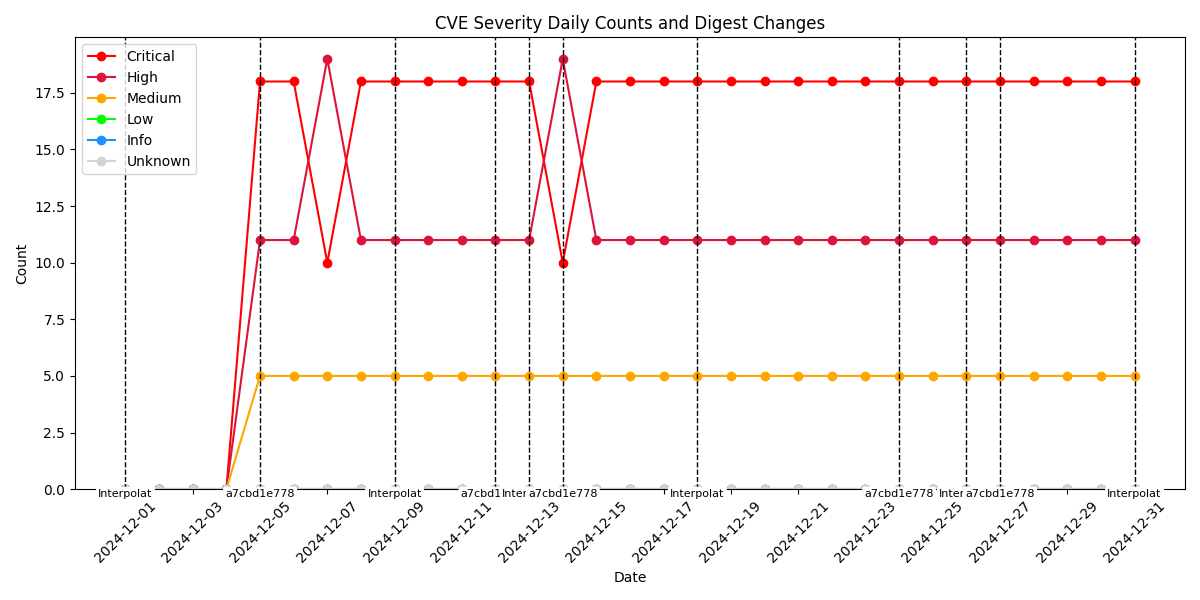 CVE Severity Daily Counts and Digest Changes
Critical
High
Medium
Low
Info
Unknown
17.5
15.0
12.5
10.0
7.5
5.0
2.5
0.0
Count
Interpolat
a7cbd1e778
Interpolat
a7cbd1
Inter
a7cbd1e778
Interpolat
a7cbd1e778
Inter
a7cbd1e778
Interpolat
2024-12-01
2024-12-03
2024-12-05
2024-12-07
2024-12-09
2024-12-11
2024-12-13
2024-12-15
2024-12-17
2024-12-19
2024-12-21
2024-12-23
2024-12-25
2024-12-27
2024-12-29
2024-12-31
Date